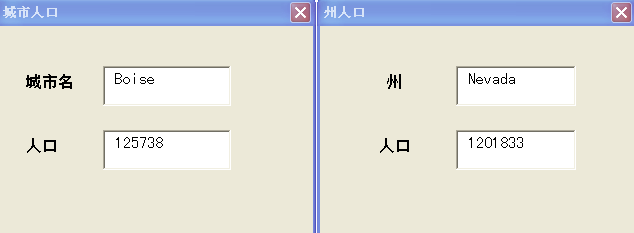 城市人口
城市名 Boise
人口 125738
州人口
州 Nevada
人口 1201833